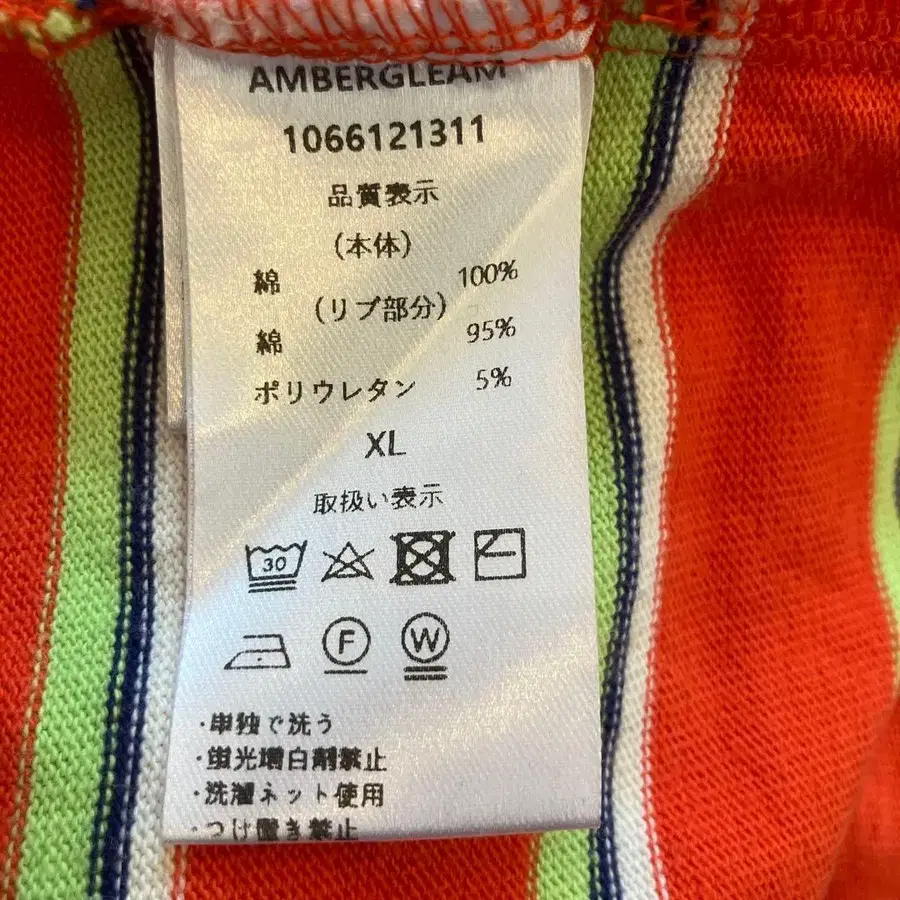 AMBERGLEAM
1066121311
品質表示
(本体)
綿 100%
(リブ部分)
綿 95%
ポリウレタン 5%
XL
取扱い表示
30
F W
・単独で洗う
・蛍光増白剤禁止
・洗濯ネット使用
・つけ置き禁止